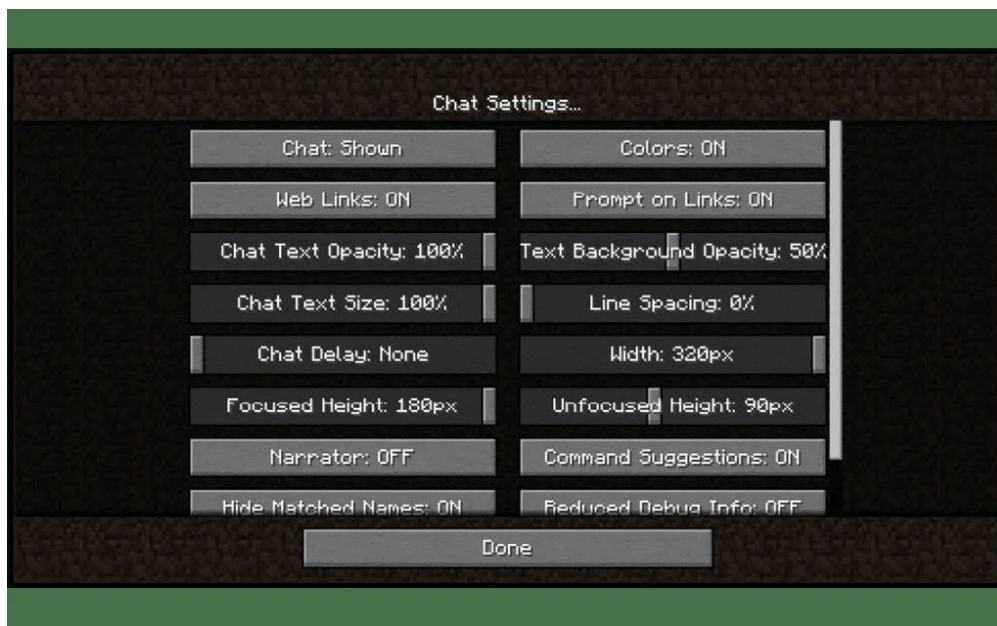 Chat Settings...
Chat: Shown
Colors: ON
Web Links: ON
Prompt on Links: ON
Chat Text Opacity: 100%
Text Background Opacity: 50%
Chat Text Size: 100%
Line Spacing: 0%
Chat Delay: None
Width: 320px
Focused Height: 180px
Unfocused Height: 90px
Narrator: OFF
Command Suggestions: ON
Hide Matched Names: ON
Reduced Debug Info: OFF
Done